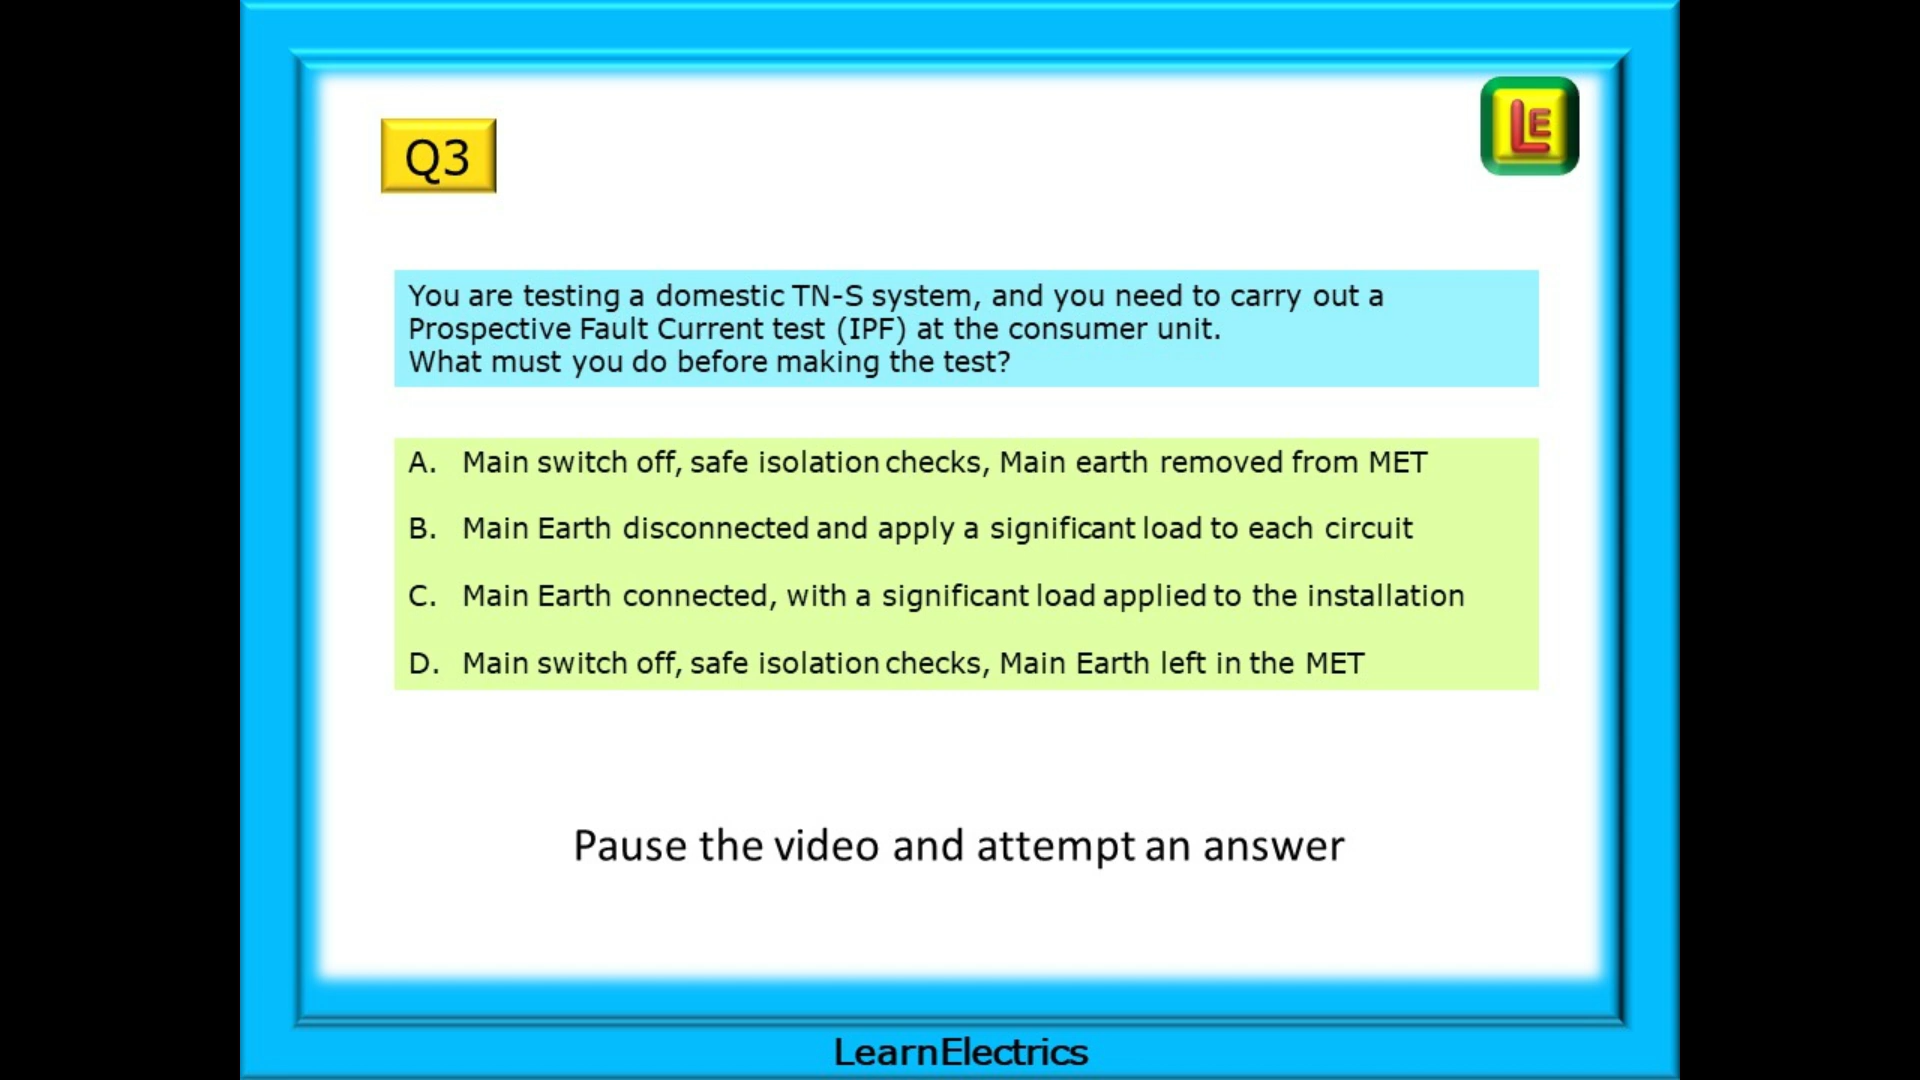 Q3
LE
You are testing a domestic TN-S system, and you need to carry out a
Prospective Fault Current test (IPF) at the consumer unit.
What must you do before making the test?
A. Main switch off, safe isolation checks, Main earth removed from MET
B. Main Earth disconnected and apply a significant load to each circuit
C. Main Earth connected, with a significant load applied to the installation
D. Main switch off, safe isolation checks, Main Earth left in the MET
Pause the video and attempt an answer
LearnElectrics